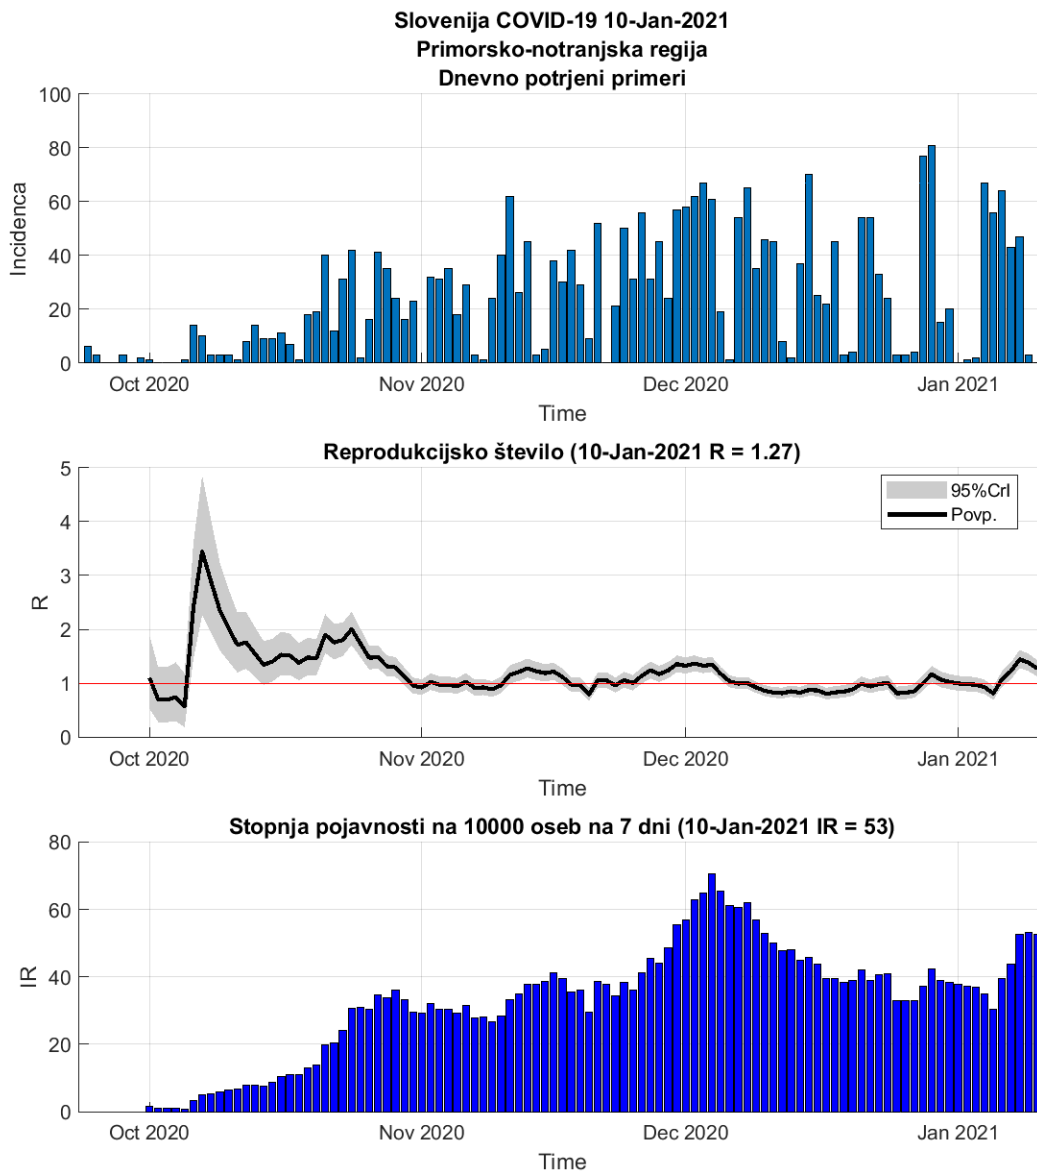 Slovenija COVID-19 10-Jan-2021
Primorsko-notranjska regija
Dnevno potrjeni primeri
100
80
60
40
20
0
Incidenca
Oct 2020
Nov 2020
Dec 2020
Jan 2021
Time
Reprodukcijsko število (10-Jan-2021 R = 1.27)
5
4
3
2
1
0
R
95%CrI
Povp.
Oct 2020
Nov 2020
Dec 2020
Jan 2021
Time
Stopnja pojavnosti na 10000 oseb na 7 dni (10-Jan-2021 IR = 53)
80
60
40
20
0
IR
Oct 2020
Nov 2020
Dec 2020
Jan 2021
Time